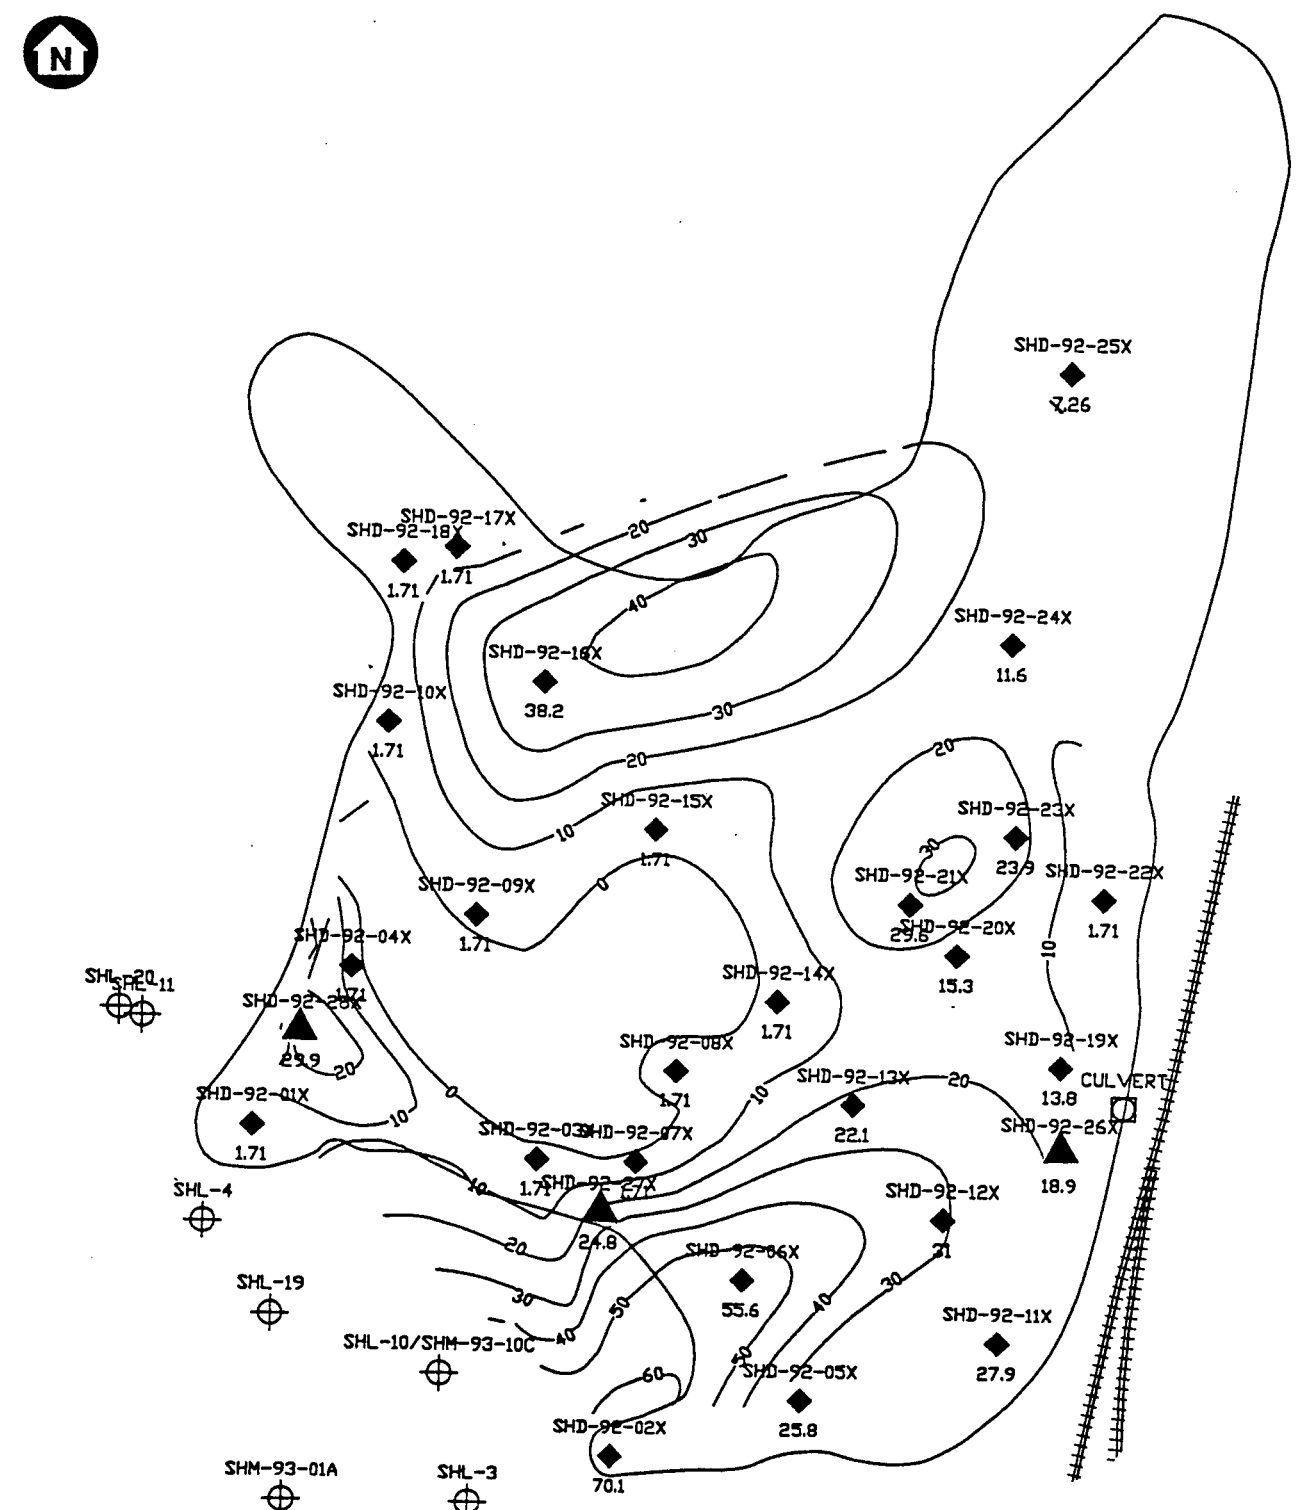 N
SHD-92-25X
7.26
SHD-92-17X
SHD-92-18X
1.71
1.71
20
30
40
SHD-92-24X
11.6
SHD-92-16X
38.2
SHD-92-10X
1.71
30
20
20
SHD-92-15X
1.71
10
SHD-92-23X
23.9
30
SHD-92-22X
1.71
SHD-92-21X
29.6
SHD-92-09X
1.71
0
SHD-92-20X
15.3
10
SHD-92-04X
1.71
SHD-92-14X
1.71
SHL-20
SHL-11
SHD-92-28X
29.9
20
SHD-92-08X
1.71
SHD-92-19X
13.8
CULVERT
SHD-92-13X
22.1
20
0
10
SHD-92-01X
1.71
10
SHD-92-26X
18.9
SHD-92-03X
1.71
SHD-92-07X
1.71
SHD-92-27X
24.8
10
SHL-4
SHD-92-12X
31
20
SHD-92-06X
55.6
SHL-19
30
30
50
40
40
SHD-92-11X
27.9
SHL-10/SHM-93-10C
50
SHD-92-05X
25.8
60
SHD-92-02X
70.1
SHM-93-01A
SHL-3